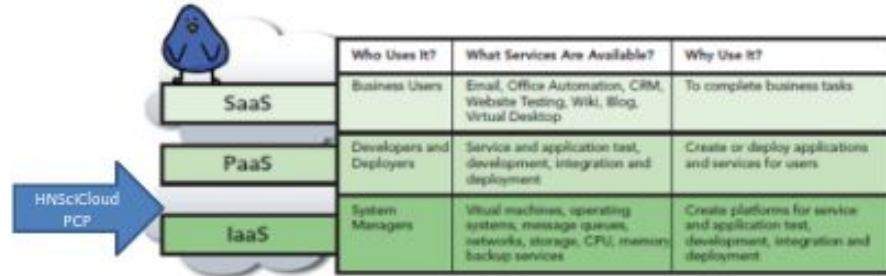 Who Uses It?
What Services Are Available?
Why Use It?
SaaS
Business Users
Email, Office Automation, CRM,
Website Testing, Wiki, Blog,
Virtual Desktop
To complete business tasks
PaaS
Developers and
Deployers
Service and application test,
development, integration and
deployment
Create or deploy applications
and services for users
HNSciCloud
PCP
IaaS
System
Managers
Vitual machines, operating
systems, message queues,
networks, storage, CPU, memory,
backup services
Create platforms for service
and application test,
development, integration and
deployment